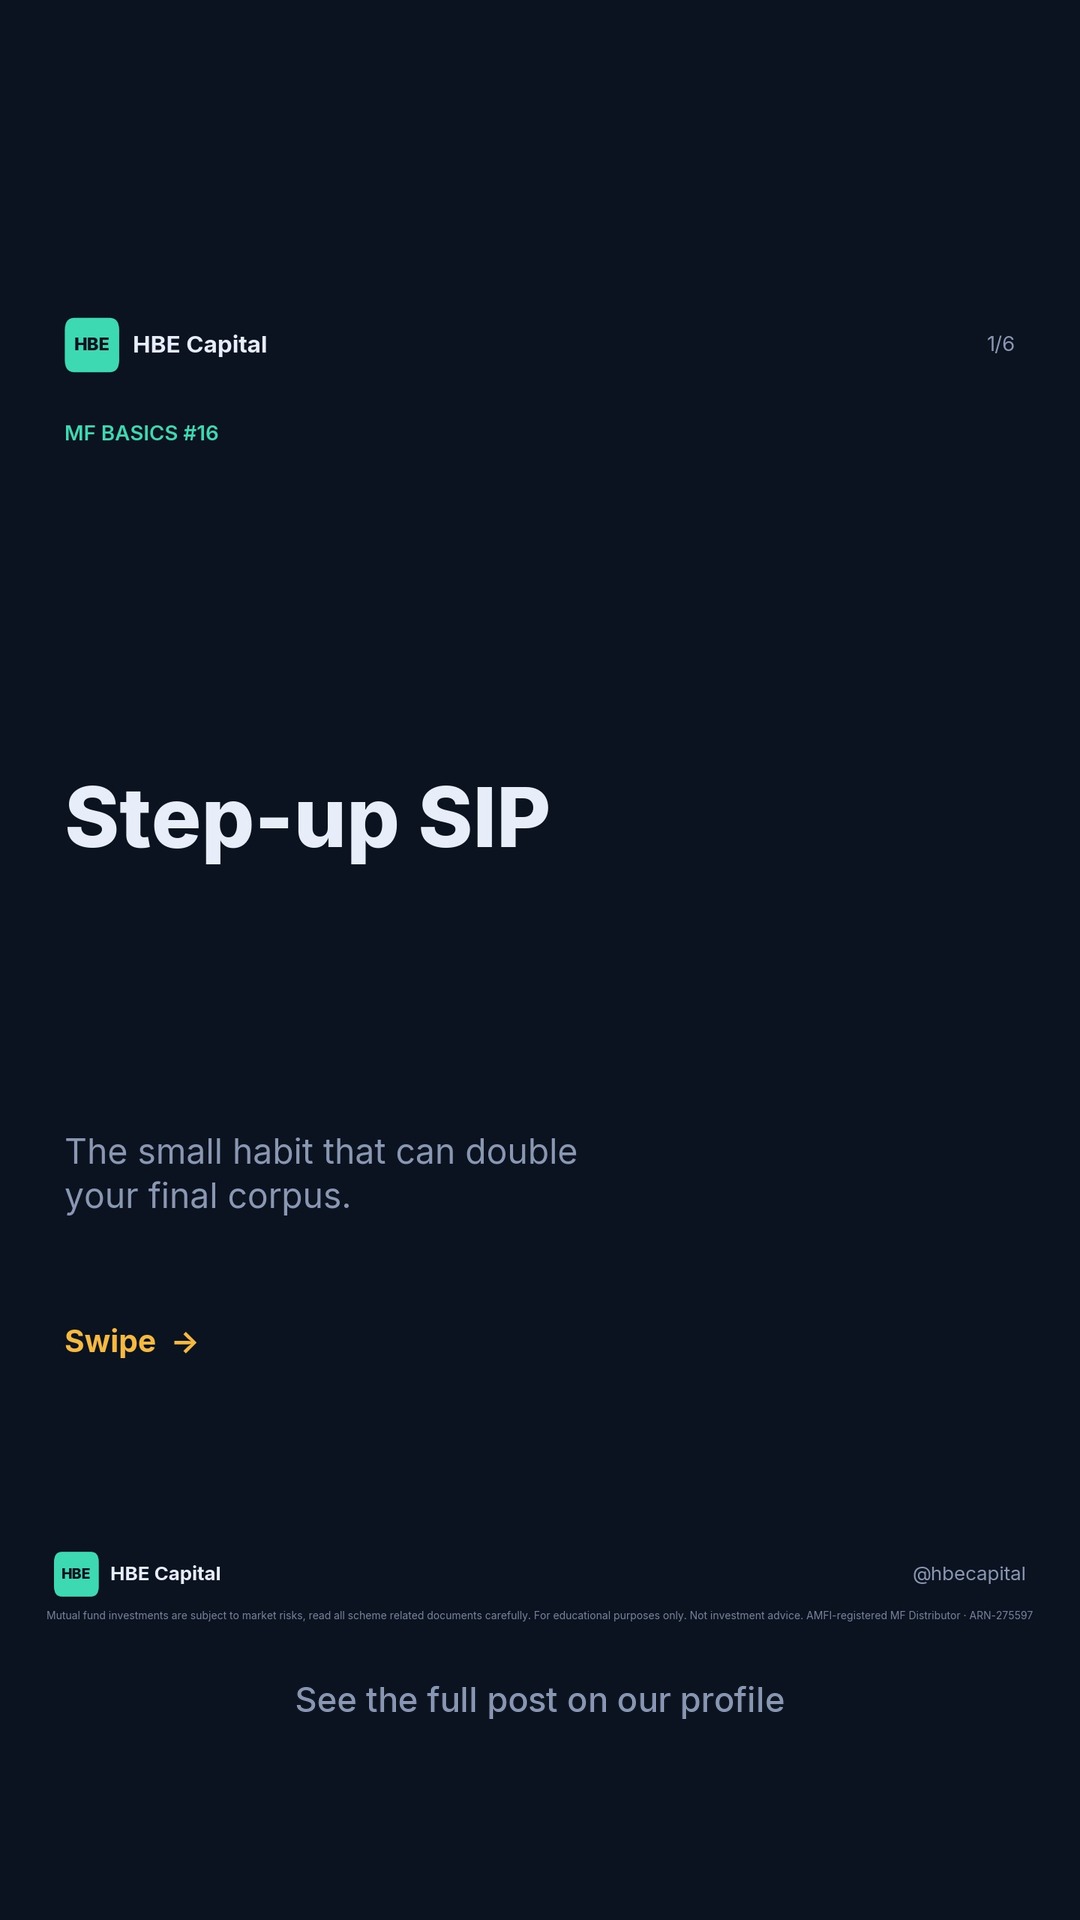 HBE HBE Capital 1/6
MF BASICS #16
Step-up SIP
The small habit that can double
your final corpus.
Swipe →
HBE HBE Capital @hbecapital
Mutual fund investments are subject to market risks, read all scheme related documents carefully. For educational purposes only. Not investment advice. AMFI-registered MF Distributor · ARN-275597
See the full post on our profile